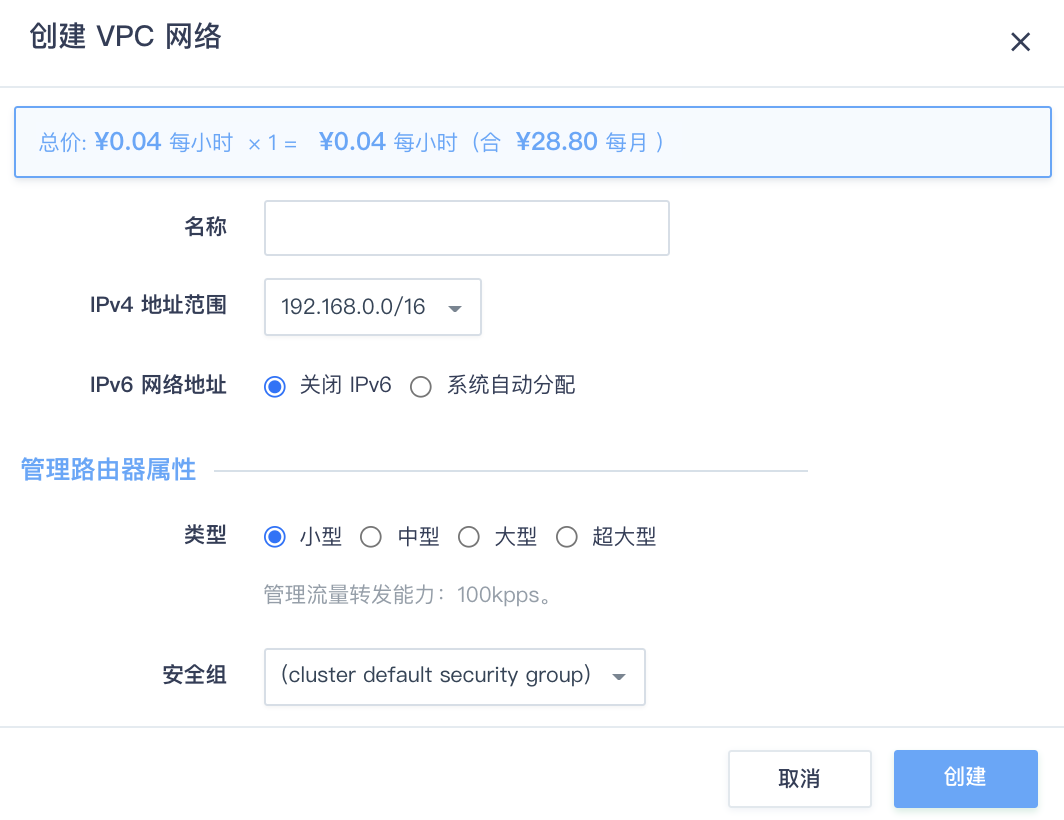 创建 VPC 网络
总价: ¥0.04 每小时 × 1 = ¥0.04 每小时（合 ¥28.80 每月 ）
名称
IPv4 地址范围 192.168.0.0/16
IPv6 网络地址 关闭 IPv6 系统自动分配
管理路由器属性
类型 小型 中型 大型 超大型
管理流量转发能力：100kpps。
安全组 (cluster default security group)
取消 创建